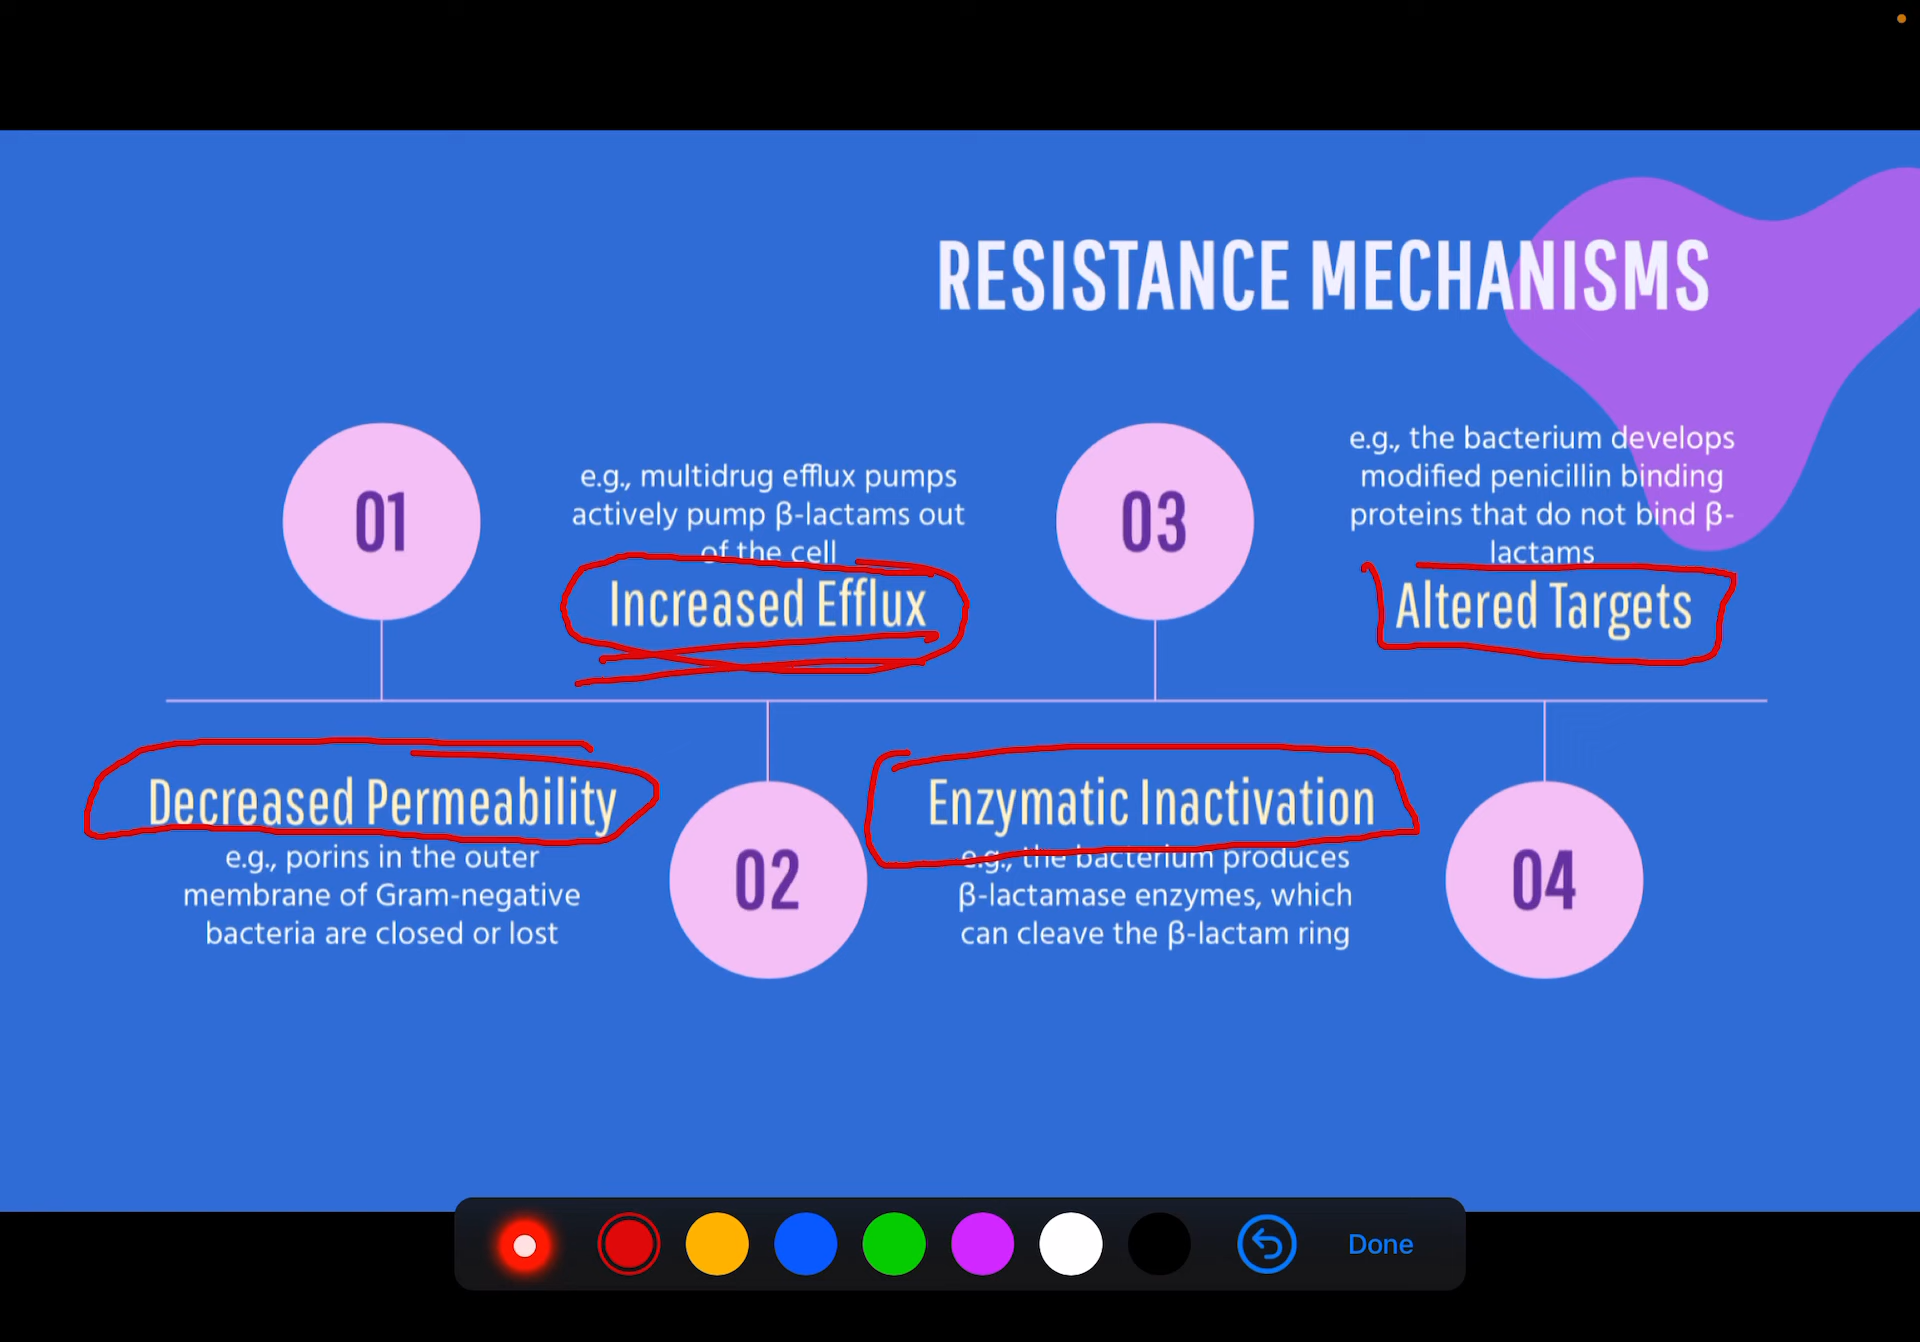 RESISTANCE MECHANISMS
01
Decreased Permeability
e.g., porins in the outer
membrane of Gram-negative
bacteria are closed or lost
e.g., multidrug efflux pumps
actively pump β-lactams out
of the cell
Increased Efflux
02
03
Enzymatic Inactivation
e.g., the bacterium produces
β-lactamase enzymes, which
can cleave the β-lactam ring
e.g., the bacterium develops
modified penicillin binding
proteins that do not bind β-
lactams
Altered Targets
04
Done